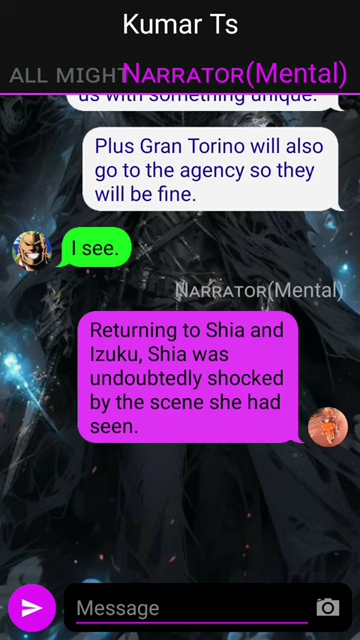 Kumar Ts
ALL MIGHT NARRATOR(Mental)
us with something unique.
Plus Gran Torino will also
go to the agency so they
will be fine.
I see.
NARRATOR(Mental)
Returning to Shia and
Izuku, Shia was
undoubtedly shocked
by the scene she had
seen.
Message